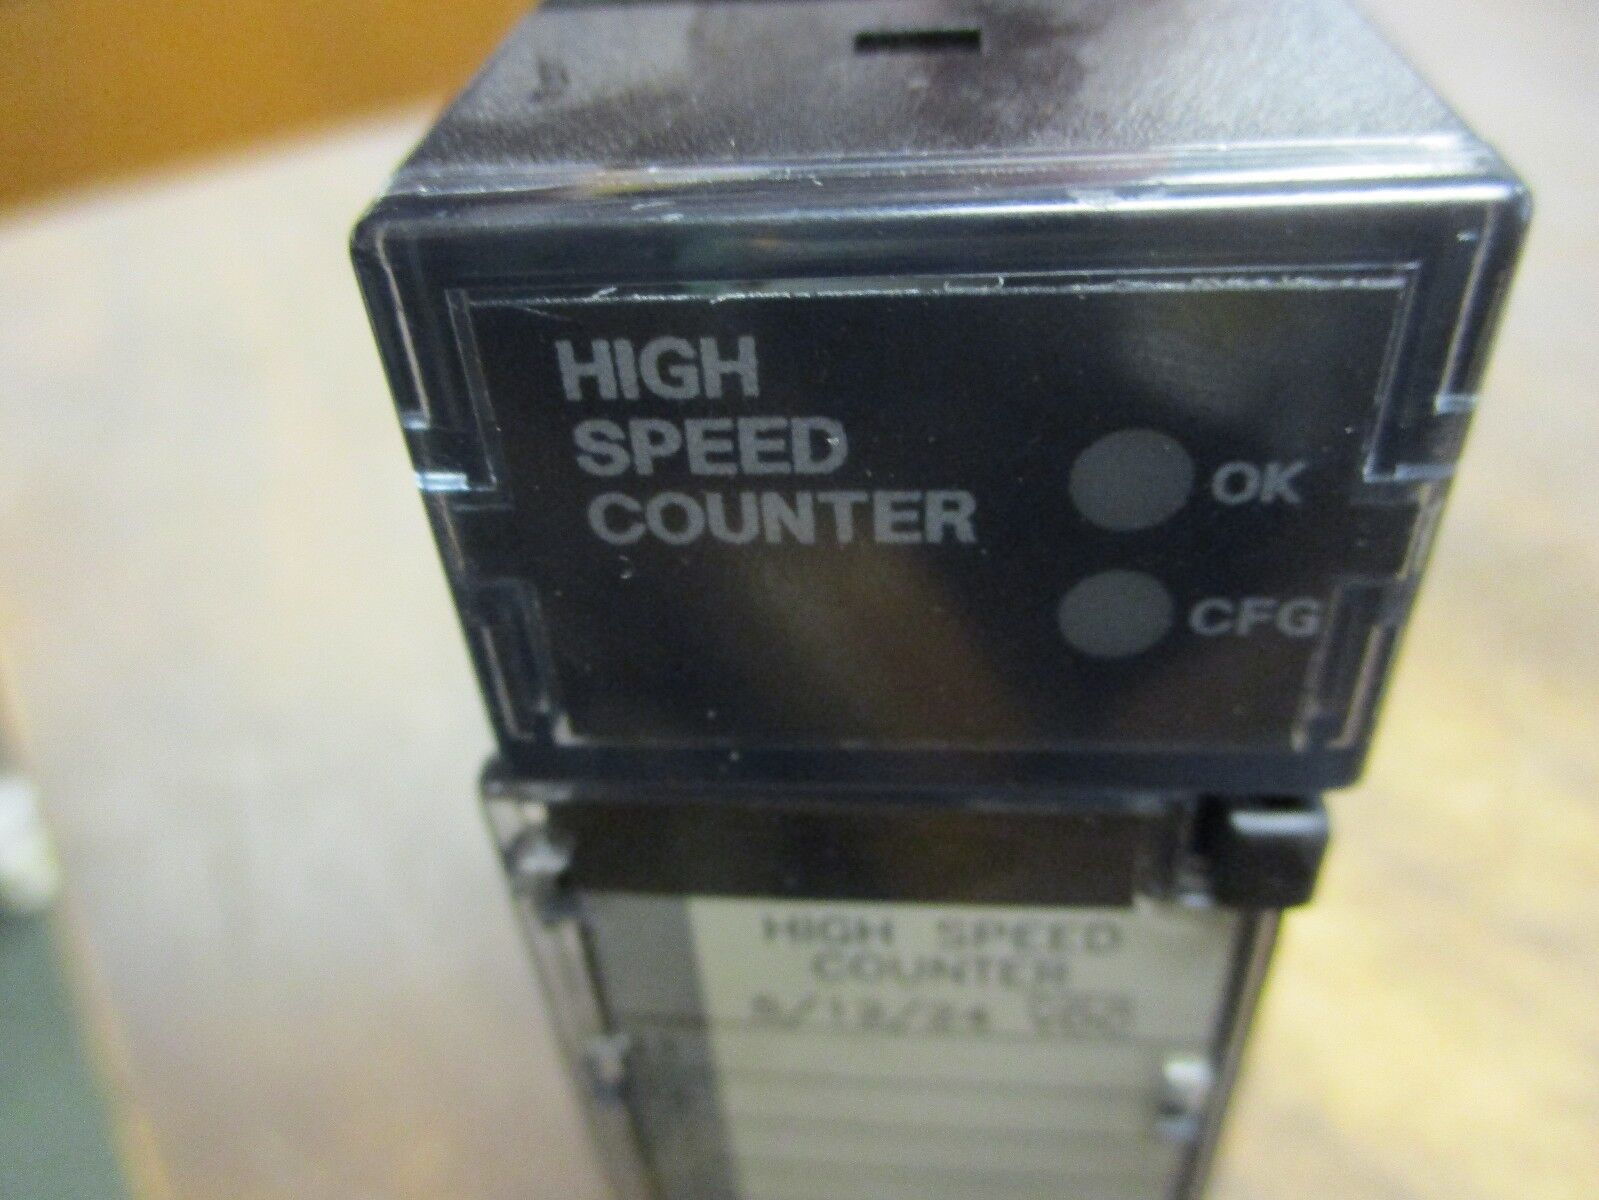 HIGH
SPEED
COUNTER
OK
CFG
HIGH SPEED
COUNTER
5/12/24 VDC